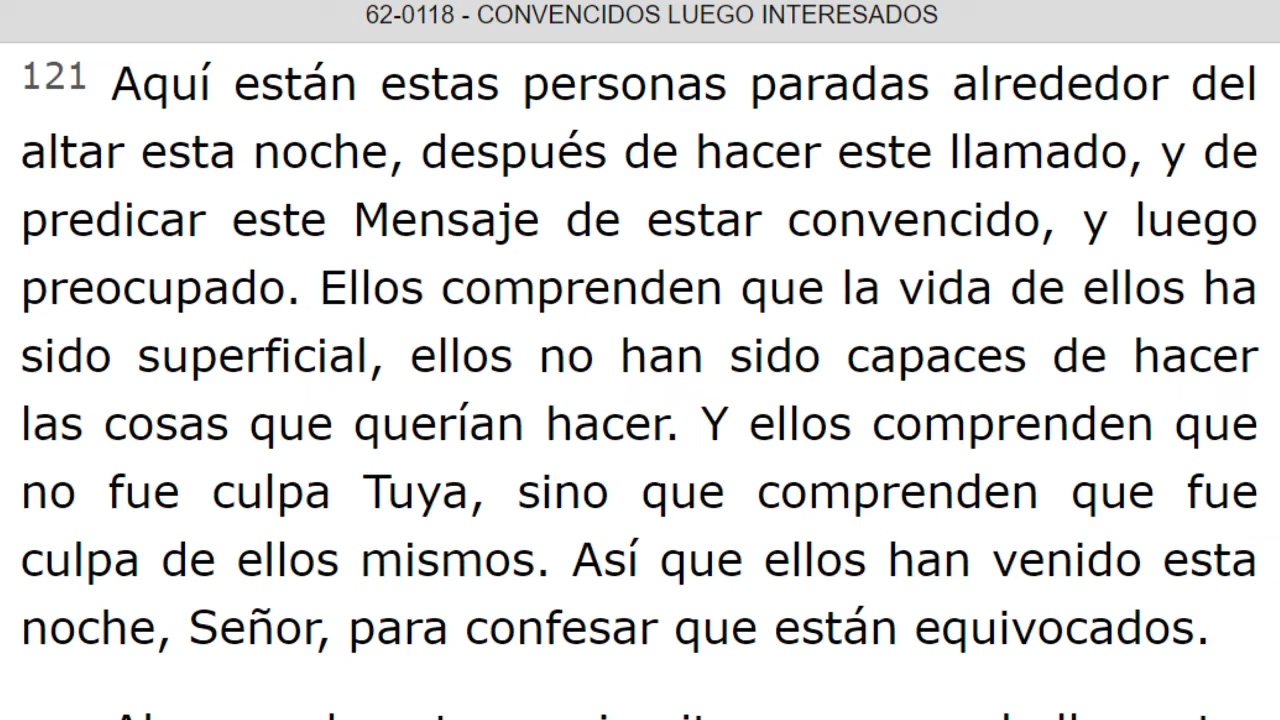 62-0118 - CONVENCIDOS LUEGO INTERESADOS
121 Aquí están estas personas paradas alrededor del
altar esta noche, después de hacer este llamado, y de
predicar este Mensaje de estar convencido, y luego
preocupado. Ellos comprenden que la vida de ellos ha
sido superficial, ellos no han sido capaces de hacer
las cosas que querían hacer. Y ellos comprenden que
no fue culpa Tuya, sino que comprenden que fue
culpa de ellos mismos. Así que ellos han venido esta
noche, Señor, para confesar que están equivocados.